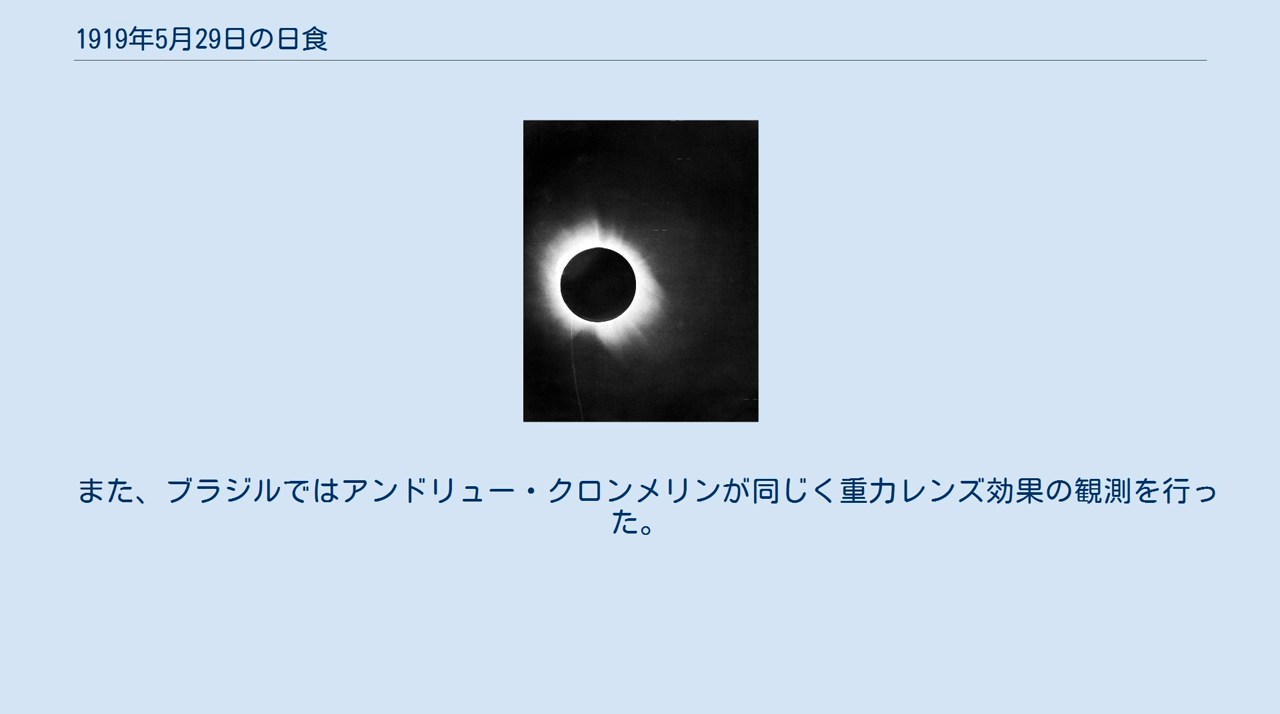 1919年5月29日の日食
また、ブラジルではアンドリュー・クロンメリンが同じく重力レンズ効果の観測を行っ
た。